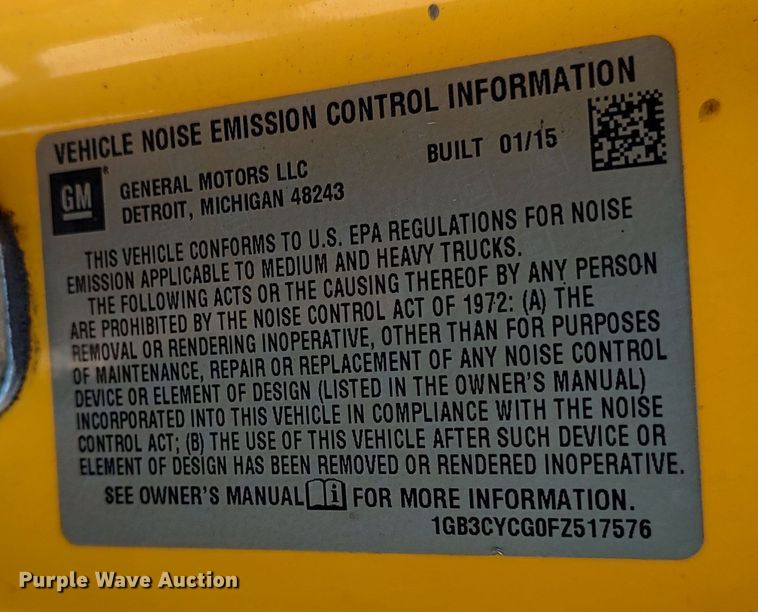 VEHICLE NOISE EMISSION CONTROL INFORMATION
GM®
GENERAL MOTORS LLC
DETROIT, MICHIGAN 48243
BUILT 01/15
THIS VEHICLE CONFORMS TO U.S. EPA REGULATIONS FOR NOISE
EMISSION APPLICABLE TO MEDIUM AND HEAVY TRUCKS.
THE FOLLOWING ACTS OR THE CAUSING THEREOF BY ANY PERSON
ARE PROHIBITED BY THE NOISE CONTROL ACT OF 1972: (A) THE
REMOVAL OR RENDERING INOPERATIVE, OTHER THAN FOR PURPOSES
OF MAINTENANCE, REPAIR OR REPLACEMENT OF ANY NOISE CONTROL
DEVICE OR ELEMENT OF DESIGN (LISTED IN THE OWNER'S MANUAL)
INCORPORATED INTO THIS VEHICLE IN COMPLIANCE WITH THE NOISE
CONTROL ACT; (B) THE USE OF THIS VEHICLE AFTER SUCH DEVICE OR
ELEMENT OF DESIGN HAS BEEN REMOVED OR RENDERED INOPERATIVE.
SEE OWNER'S MANUAL i FOR MORE INFORMATION.
1GB3CYCG0FZ517576
Purple Wave Auction